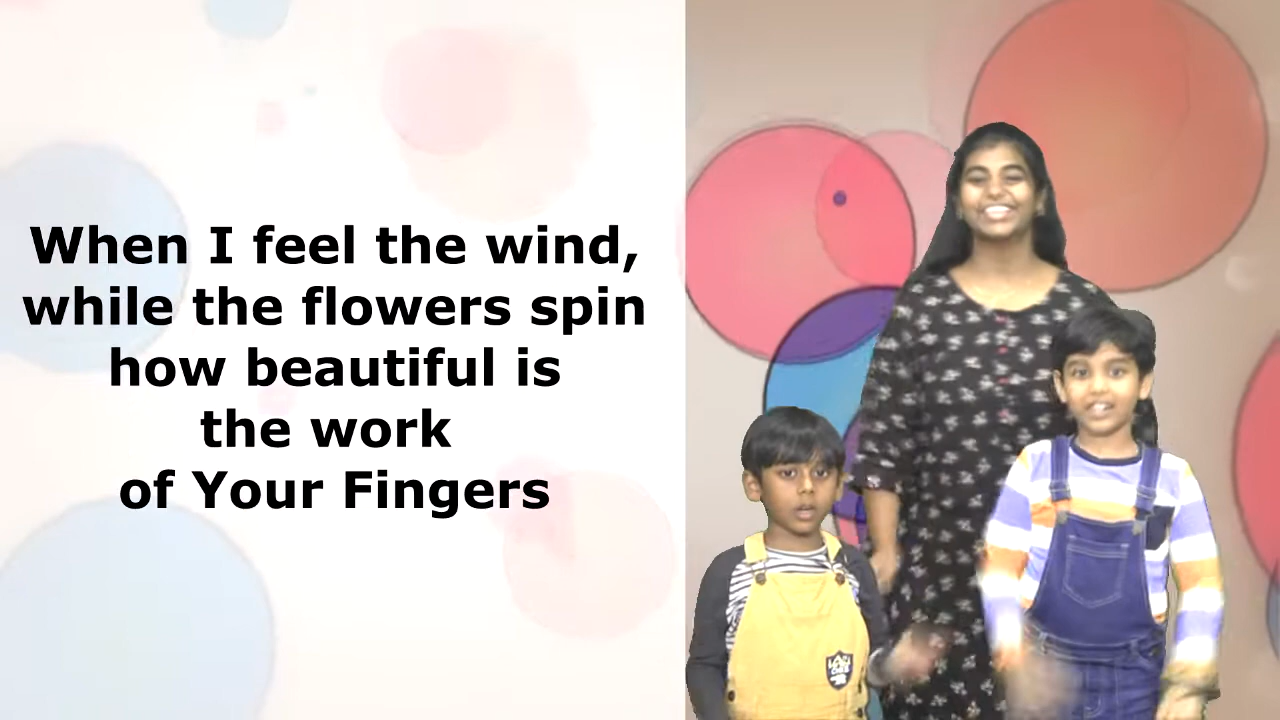 When I feel the wind,
while the flowers spin
how beautiful is
the work
of Your Fingers